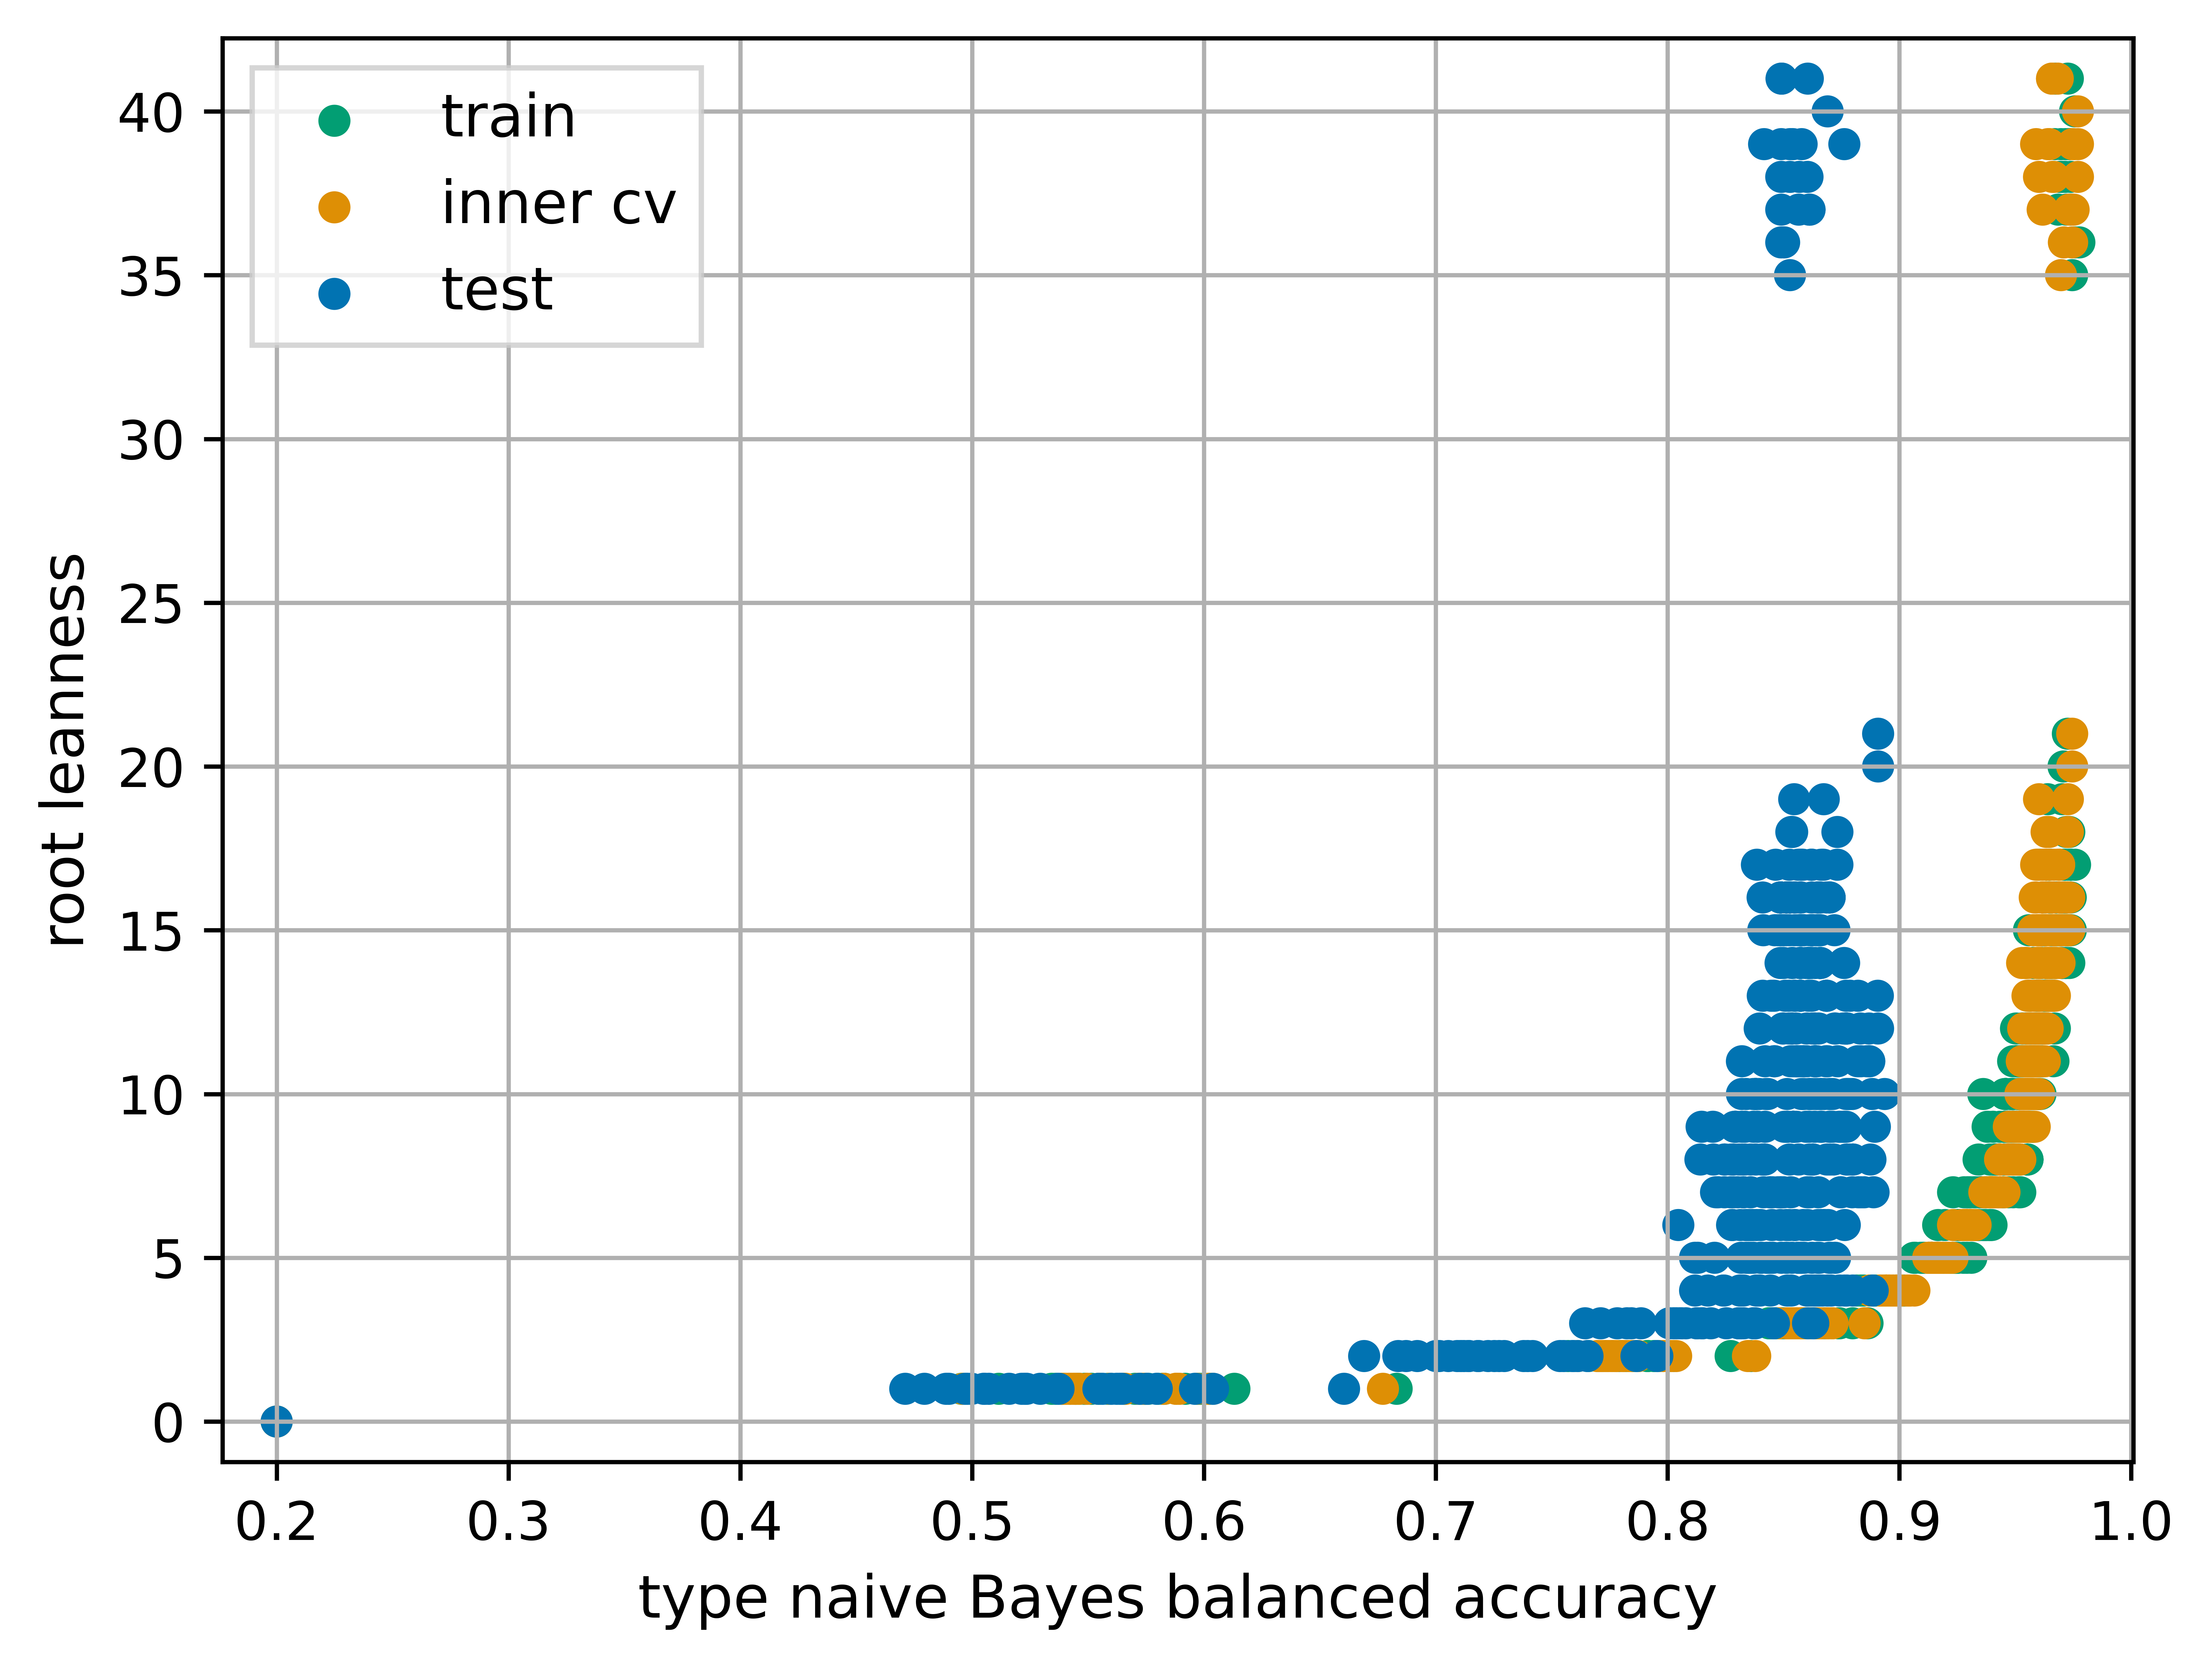 train
inner cv
test
root leanness
40
35
30
25
20
15
10
5
0
0.2 0.3 0.4 0.5 0.6 0.7 0.8 0.9 1.0
type naive Bayes balanced accuracy